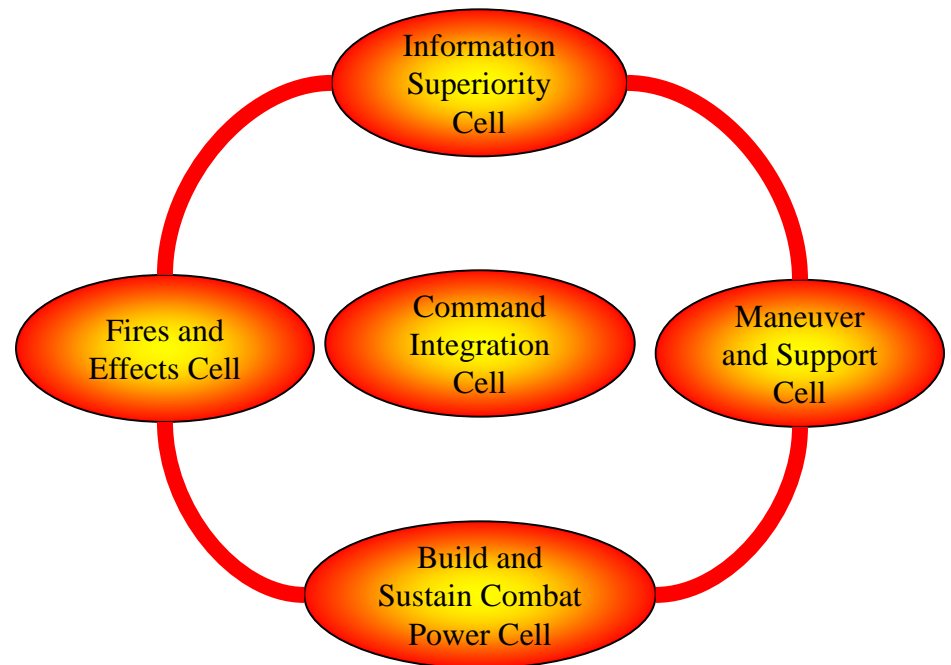 Information
Superiority
Cell
Fires and
Effects Cell
Command
Integration
Cell
Maneuver
and Support
Cell
Build and
Sustain Combat
Power Cell